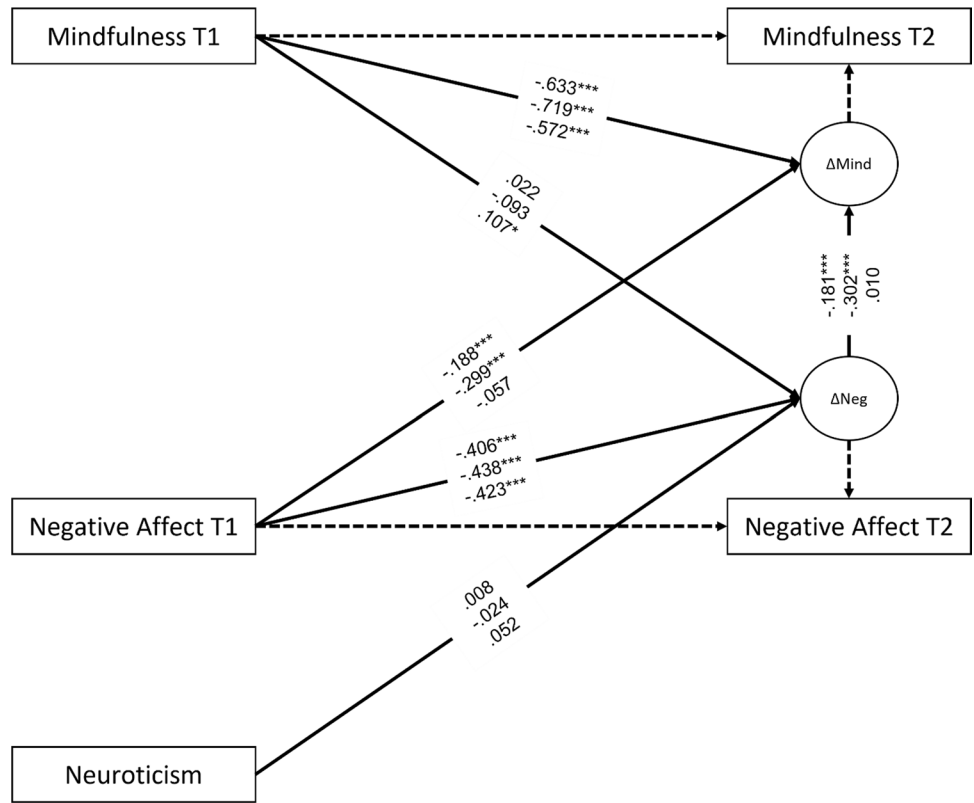 Mindfulness T1
Mindfulness T2
-.633***
-.719***
-.572***
ΔMind
.022
-.093
.107*
-.181***
-.302***
.010
-.188***
-.299***
-.057
ΔNeg
-.406***
-.438***
-.423***
Negative Affect T1
Negative Affect T2
.008
-.024
.052
Neuroticism